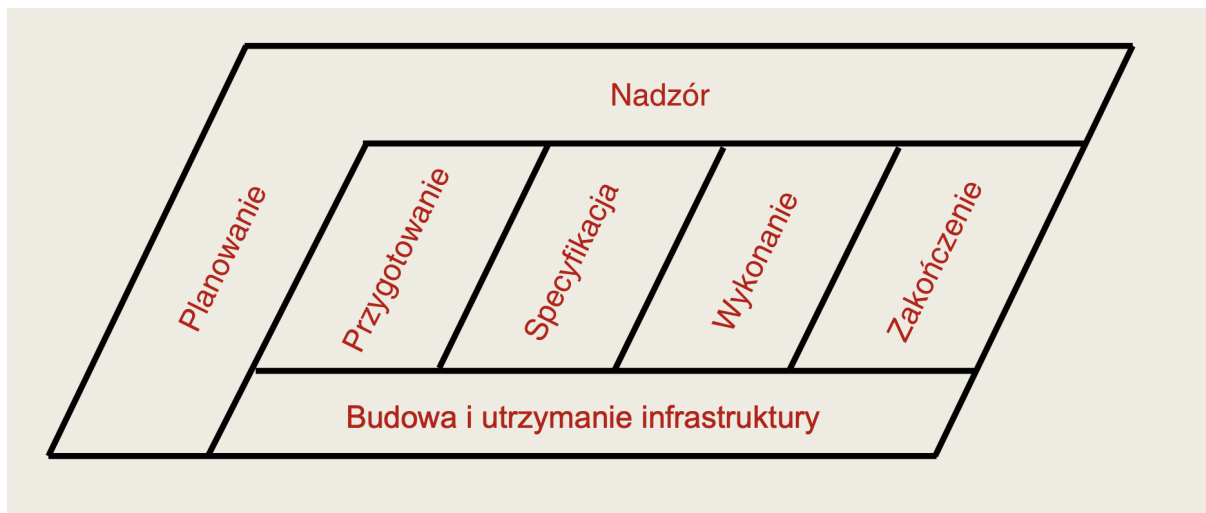 Nadzór
Planowanie
Przygotowanie
Specyfikacja
Wykonanie
Zakończenie
Budowa i utrzymanie infrastruktury